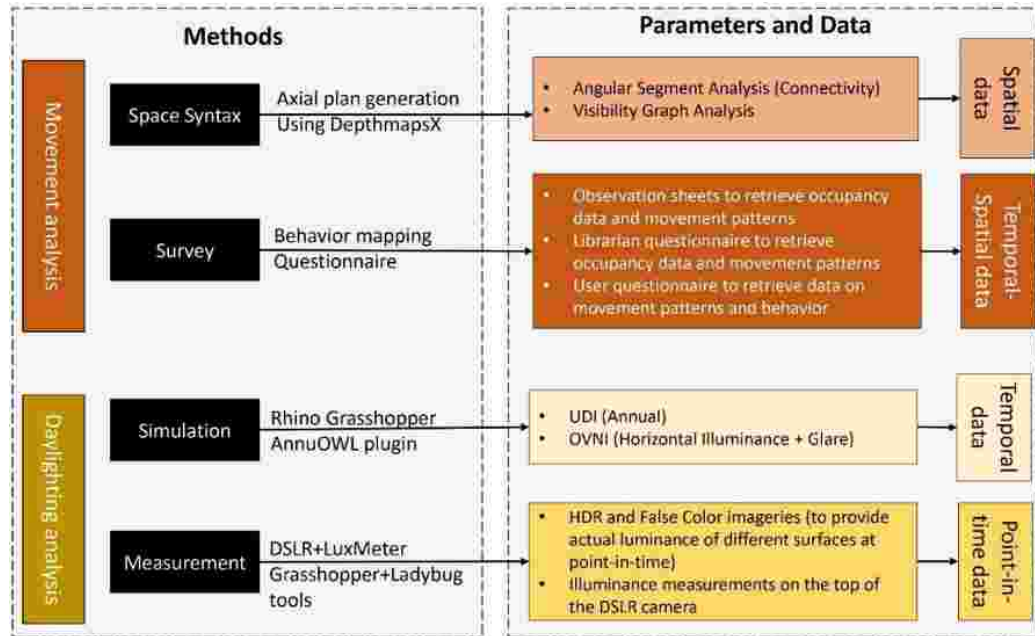 Methods
Parameters and Data
Movement analysis
Space Syntax
Axial plan generation
Using DepthmapsX
• Angular Segment Analysis (Connectivity)
• Visibility Graph Analysis
Spatial
data
Survey
Behavior mapping
Questionnaire
• Observation sheets to retrieve occupancy
data and movement patterns
• Librarian questionnaire to retrieve
occupancy data and movement patterns
• User questionnaire to retrieve data on
movement patterns and behavior
Temporal-
Spatial data
Daylighting analysis
Simulation
Rhino Grasshopper
AnnuOWL plugin
• UDI (Annual)
• OVNI (Horizontal Illuminance + Glare)
Temporal
data
Measurement
DSLR+LuxMeter
Grasshopper+Ladybug
tools
• HDR and False Color imageries (to provide
actual luminance of different surfaces at
point-in-time)
• Illuminance measurements on the top of
the DSLR camera
Point-in-
time data